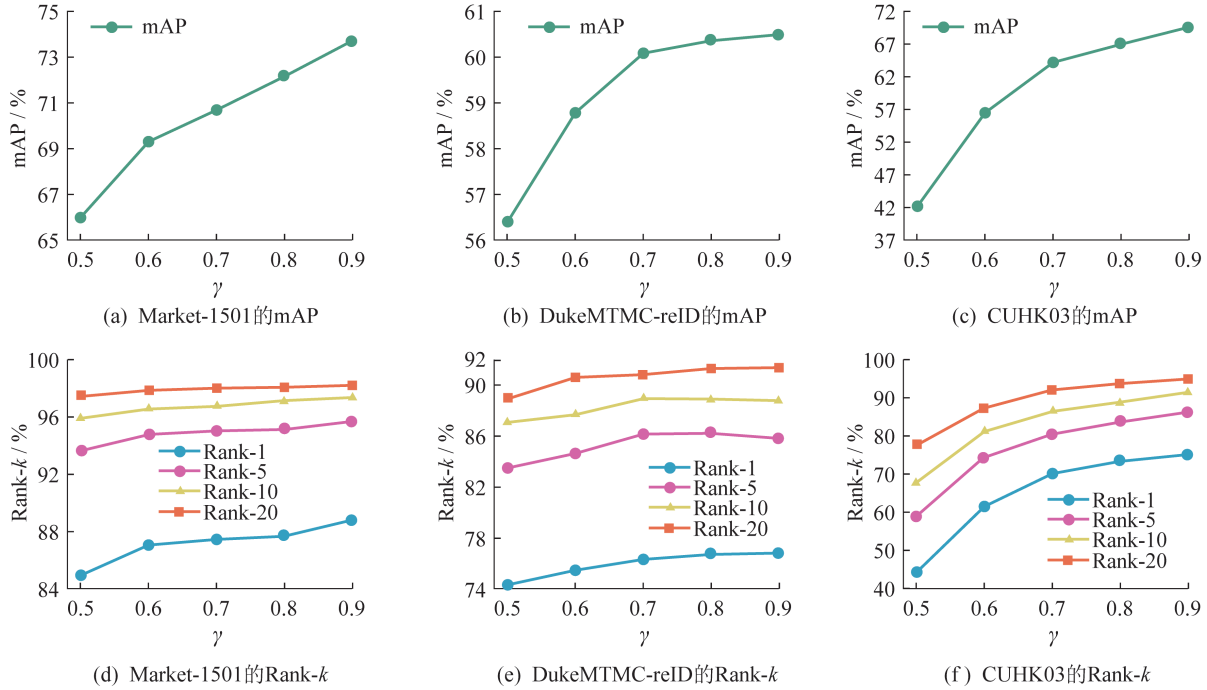 mAP / %
75
73
71
69
67
65
mAP
0.5 0.6 0.7 0.8 0.9
γ
(a) Market-1501的mAP
mAP / %
61
60
59
58
57
56
mAP
0.5 0.6 0.7 0.8 0.9
γ
(b) DukeMTMC-reID的mAP
mAP / %
72
67
62
57
52
47
42
37
mAP
0.5 0.6 0.7 0.8 0.9
γ
(c) CUHK03的mAP
Rank-k / %
100
96
92
88
84
Rank-1
Rank-5
Rank-10
Rank-20
0.5 0.6 0.7 0.8 0.9
γ
(d) Market-1501的Rank-k
Rank-k / %
92
90
86
82
78
74
Rank-1
Rank-5
Rank-10
Rank-20
0.5 0.6 0.7 0.8 0.9
γ
(e) DukeMTMC-reID的Rank-k
Rank-k / %
100
90
80
70
60
50
40
Rank-1
Rank-5
Rank-10
Rank-20
0.5 0.6 0.7 0.8 0.9
γ
(f) CUHK03的Rank-k